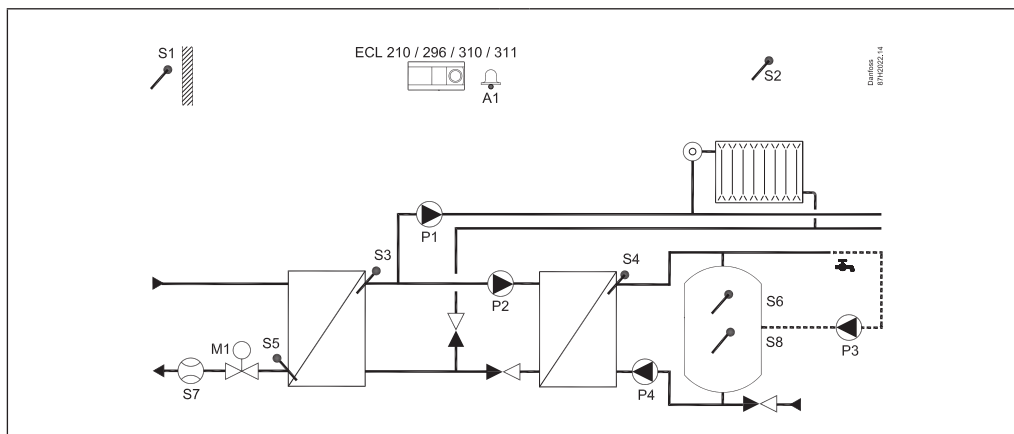 S1
ECL 210 / 296 / 310 / 311
A1
S2
Danfoss
87H2022.14
P1
S3
S4
P2
S6
S8
P3
M1
S5
S7
P4